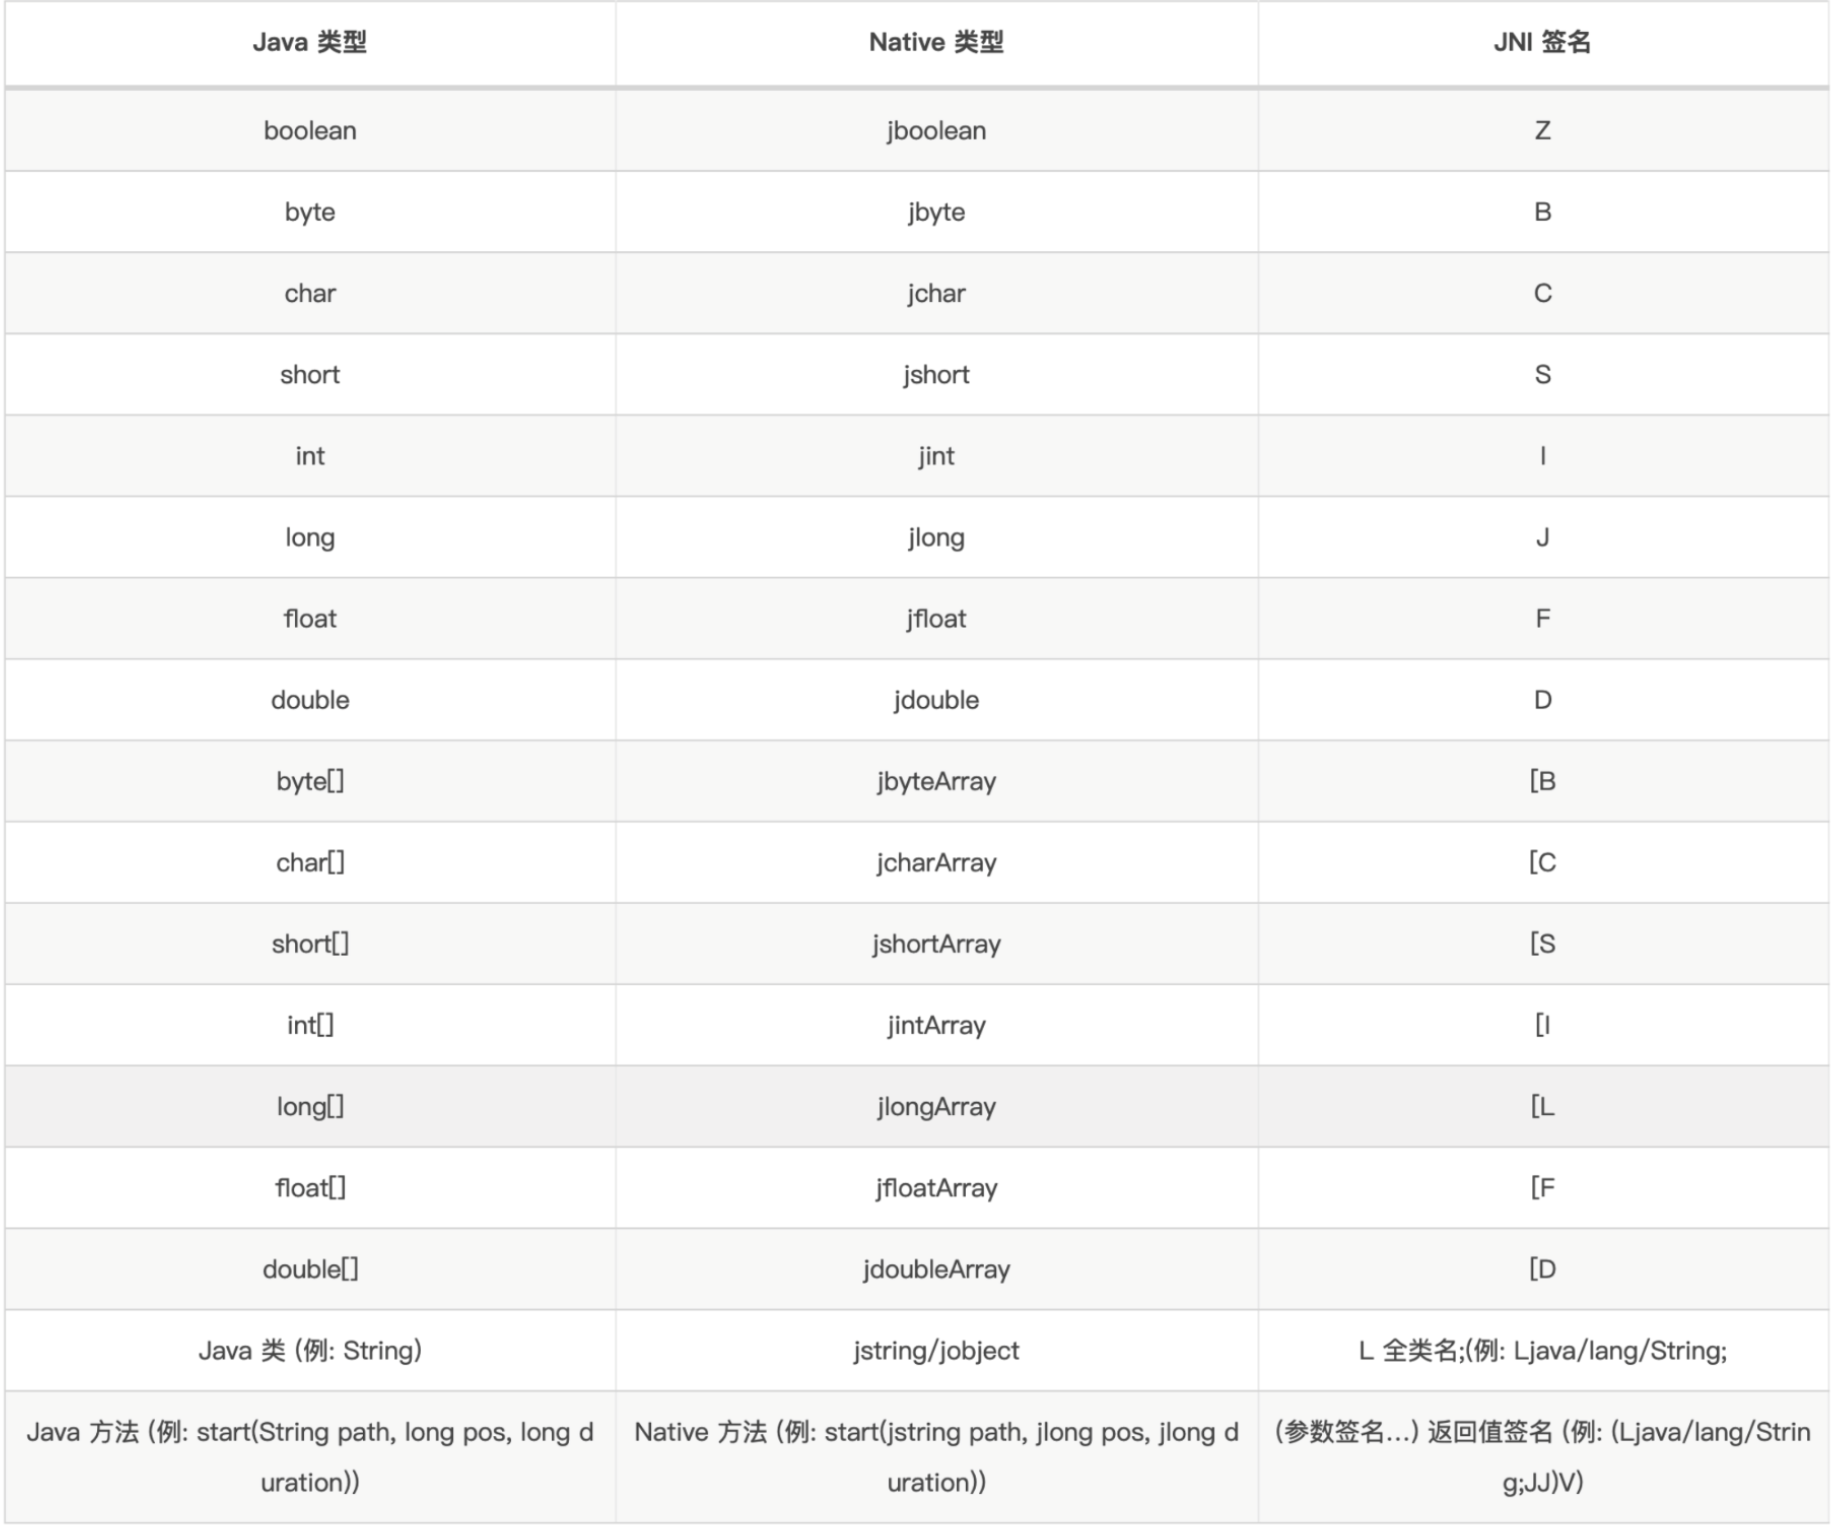 Java 类型 Native 类型 JNI 签名
boolean jboolean Z
byte jbyte B
char jchar C
short jshort S
int jint I
long jlong J
float jfloat F
double jdouble D
byte[] jbyteArray [B
char[] jcharArray [C
short[] jshortArray [S
int[] jintArray [I
long[] jlongArray [L
float[] jfloatArray [F
double[] jdoubleArray [D
Java 类 (例: String) jstring/jobject L 全类名;(例: Ljava/lang/String;
Java 方法 (例: start(String path, long pos, long d Native 方法 (例: start(jstring path, jlong pos, jlong d (参数签名...) 返回值签名 (例: (Ljava/lang/Strin
uration)) uration)) g;JJ)V)